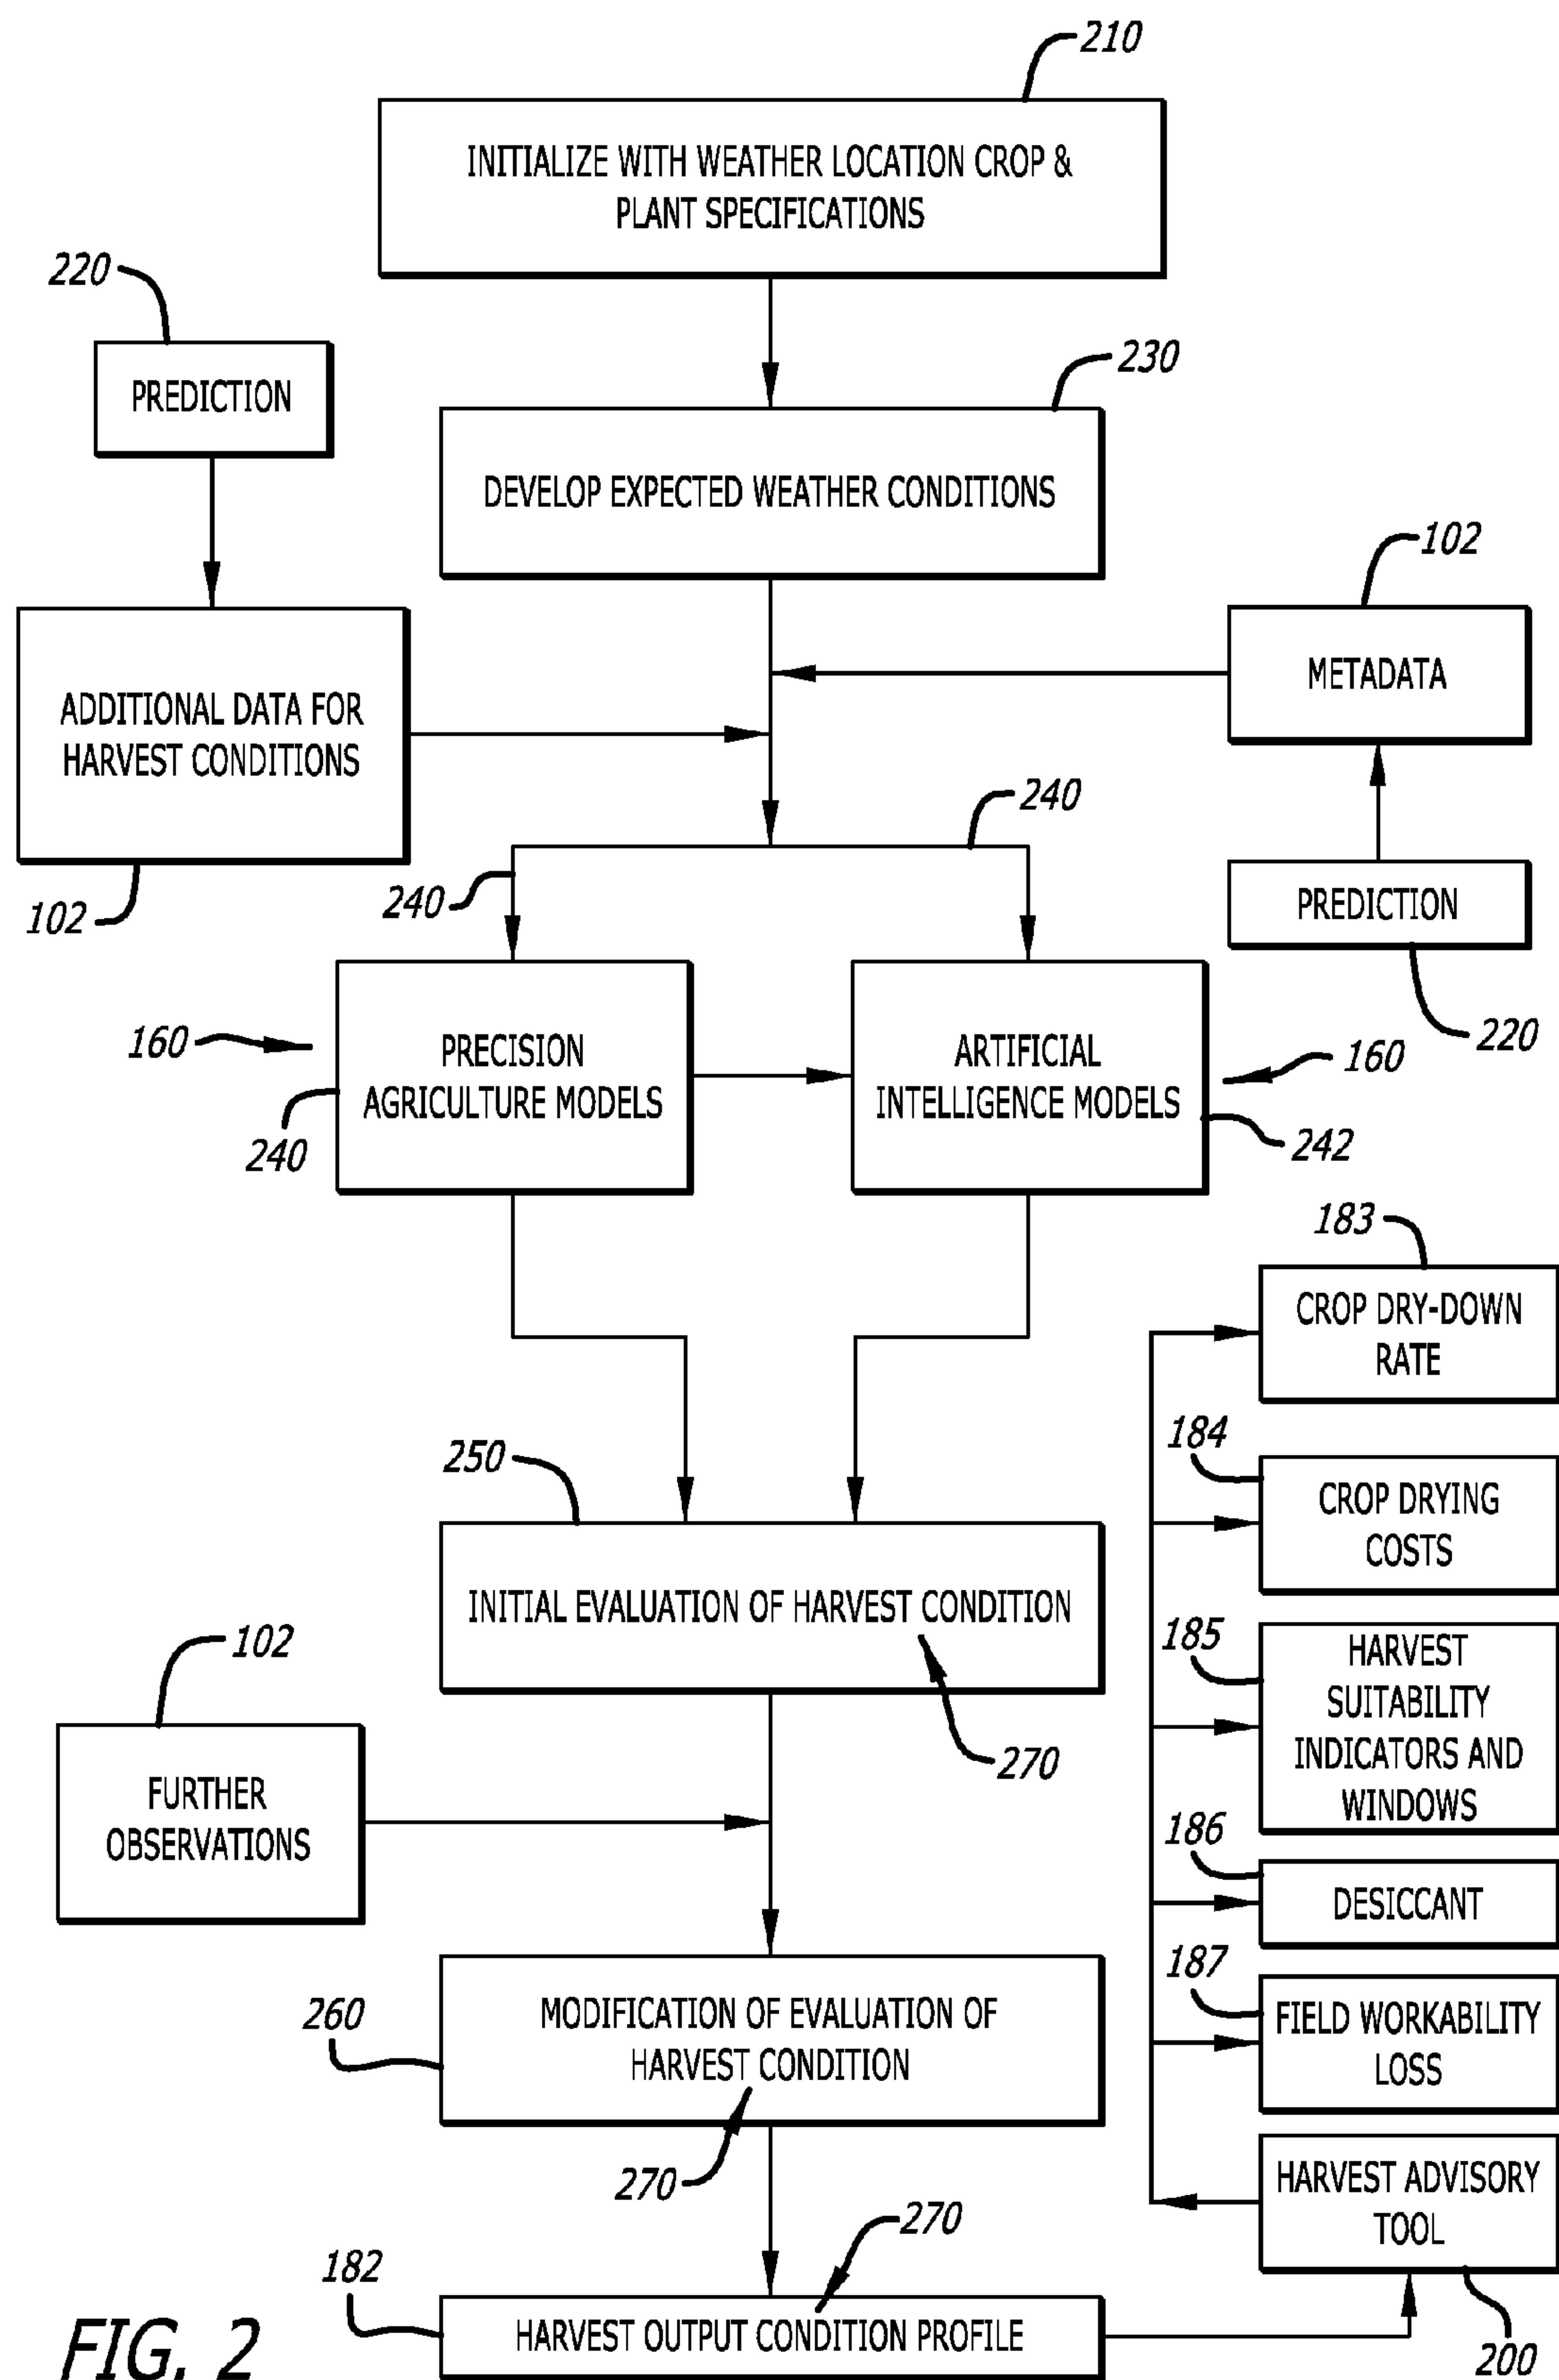 210
INITIALIZE WITH WEATHER LOCATION CROP &
PLANT SPECIFICATIONS
220
PREDICTION
230
DEVELOP EXPECTED WEATHER CONDITIONS
102
METADATA
ADDITIONAL DATA FOR
HARVEST CONDITIONS
102
240
240
PREDICTION
220
160
PRECISION
AGRICULTURE MODELS
240
ARTIFICIAL
INTELLIGENCE MODELS
160
242
183
CROP DRY-DOWN
RATE
184
CROP DRYING
COSTS
250
INITIAL EVALUATION OF HARVEST CONDITION
270
185
HARVEST
SUITABILITY
INDICATORS AND
WINDOWS
102
FURTHER
OBSERVATIONS
186
DESICCANT
187
FIELD WORKABILITY
LOSS
260
MODIFICATION OF EVALUATION OF
HARVEST CONDITION
270
HARVEST ADVISORY
TOOL
200
270
182
HARVEST OUTPUT CONDITION PROFILE
FIG. 2